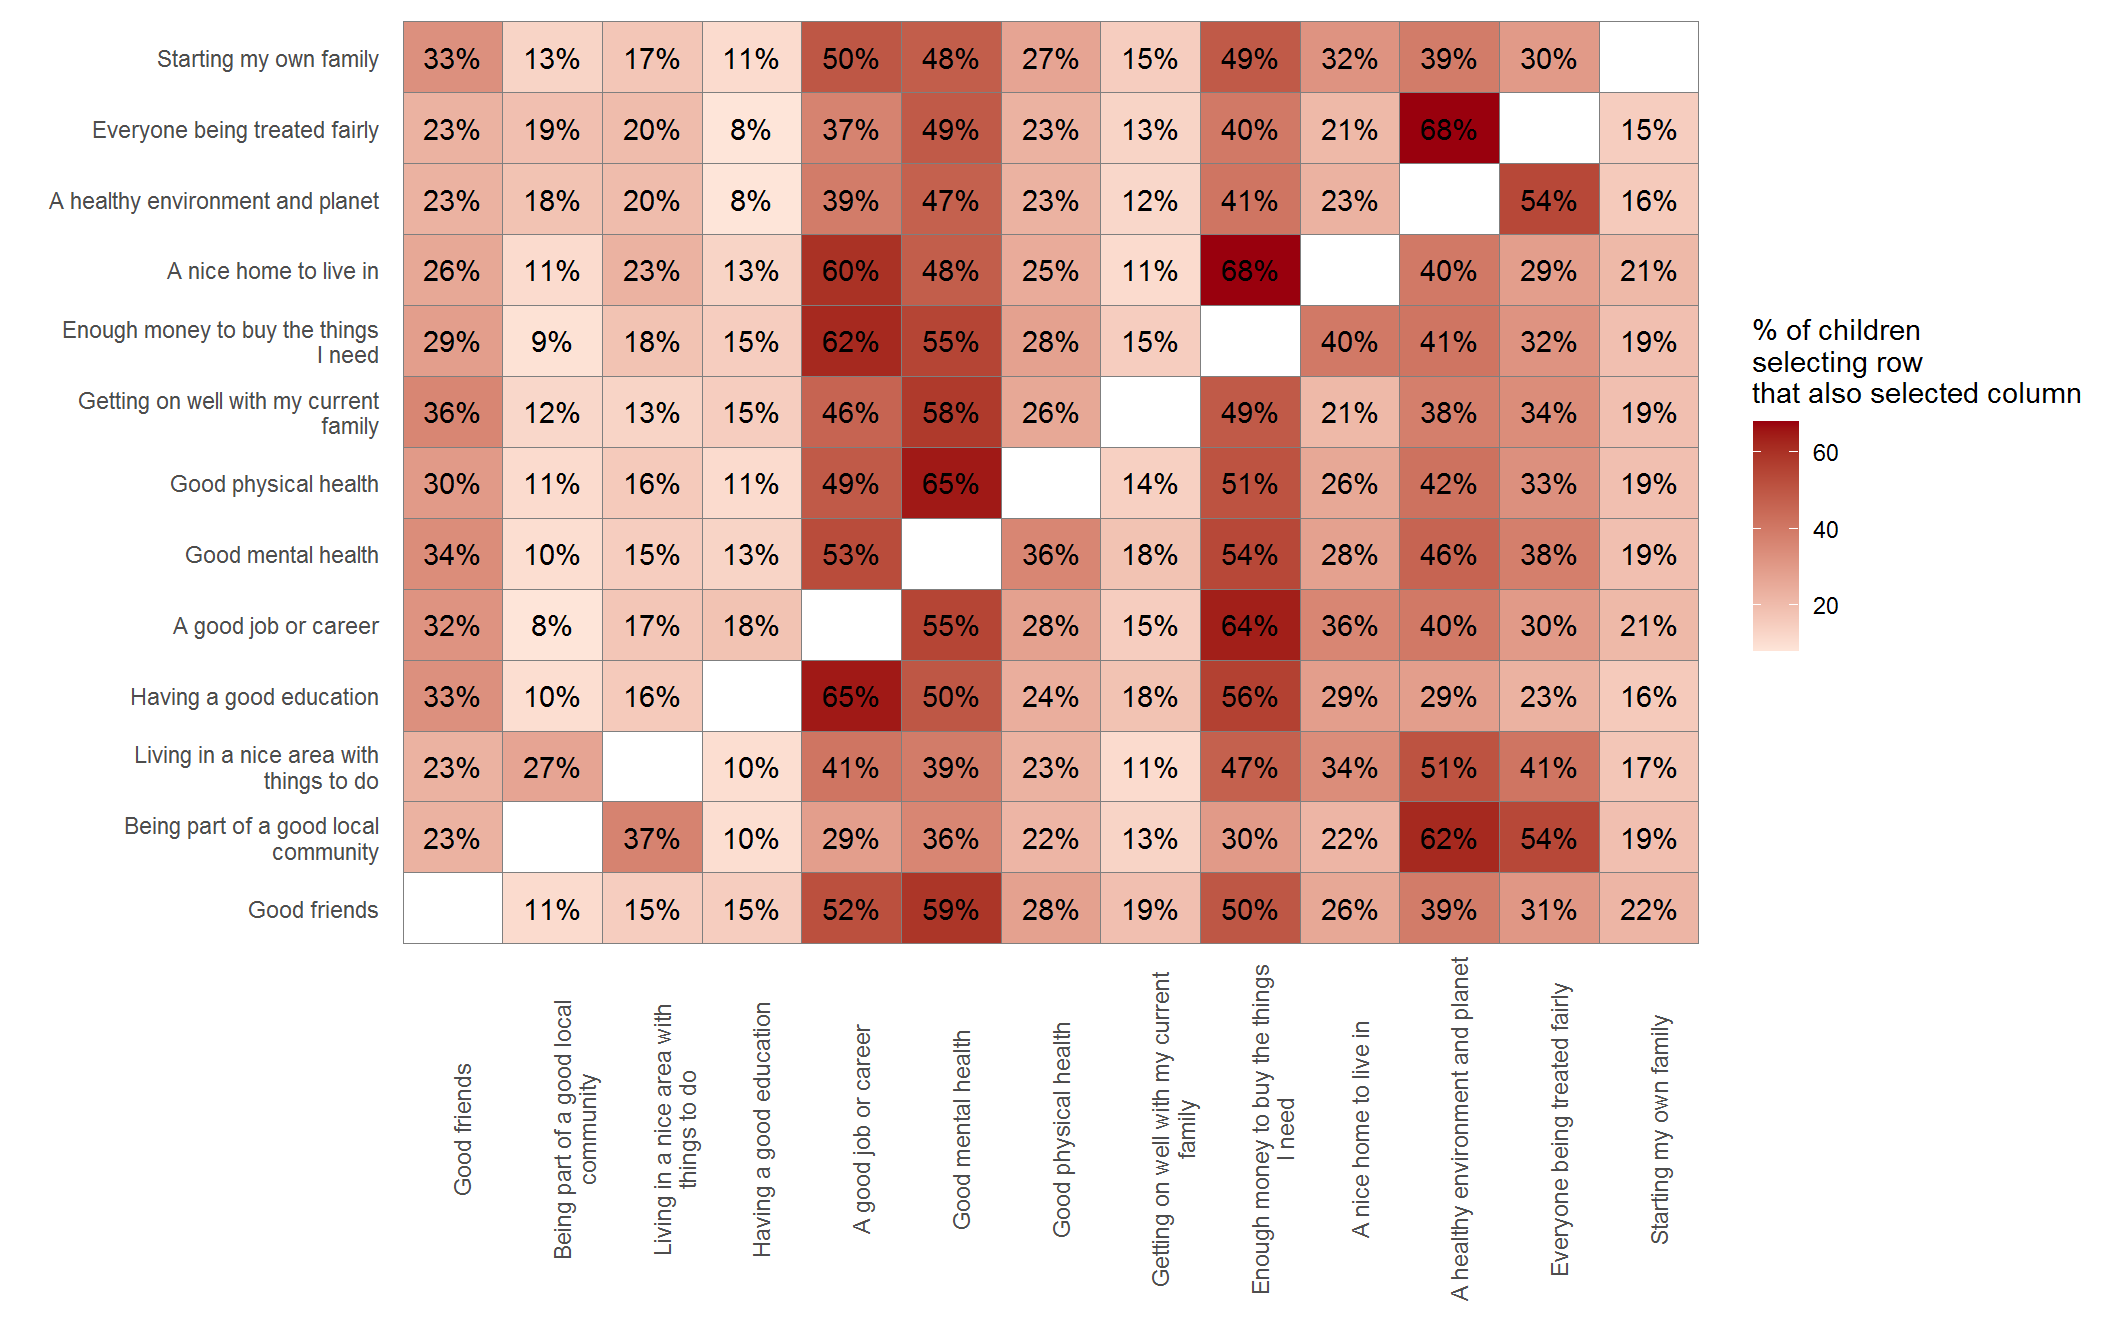 Starting my own family
33% 13% 17% 11% 50% 48% 27% 15% 49% 32% 39% 30%
Everyone being treated fairly
23% 19% 20% 8% 37% 49% 23% 13% 40% 21% 68% 15%
A healthy environment and planet
23% 18% 20% 8% 39% 47% 23% 12% 41% 23% 54% 16%
A nice home to live in
26% 11% 23% 13% 60% 48% 25% 11% 68% 40% 29% 21%
Enough money to buy the things
I need
29% 9% 18% 15% 62% 55% 28% 15% 40% 41% 32% 19%
Getting on well with my current
family
36% 12% 13% 15% 46% 58% 26% 49% 21% 38% 34% 19%
Good physical health
30% 11% 16% 11% 49% 65% 14% 51% 26% 42% 33% 19%
Good mental health
34% 10% 15% 13% 53% 36% 18% 54% 28% 46% 38% 19%
A good job or career
32% 8% 17% 18% 55% 28% 15% 64% 36% 40% 30% 21%
Having a good education
33% 10% 16% 65% 50% 24% 18% 56% 29% 29% 23% 16%
Living in a nice area with
things to do
23% 27% 10% 41% 39% 23% 11% 47% 34% 51% 41% 17%
Being part of a good local
community
23% 37% 10% 29% 36% 22% 13% 30% 22% 62% 54% 19%
Good friends
11% 15% 15% 52% 59% 28% 19% 50% 26% 39% 31% 22%
Good friends
Being part of a good local
community
Living in a nice area with
things to do
Having a good education
A good job or career
Good mental health
Good physical health
Getting on well with my current
family
Enough money to buy the things
I need
A nice home to live in
A healthy environment and planet
Everyone being treated fairly
Starting my own family
% of children
selecting row
that also selected column
60
40
20